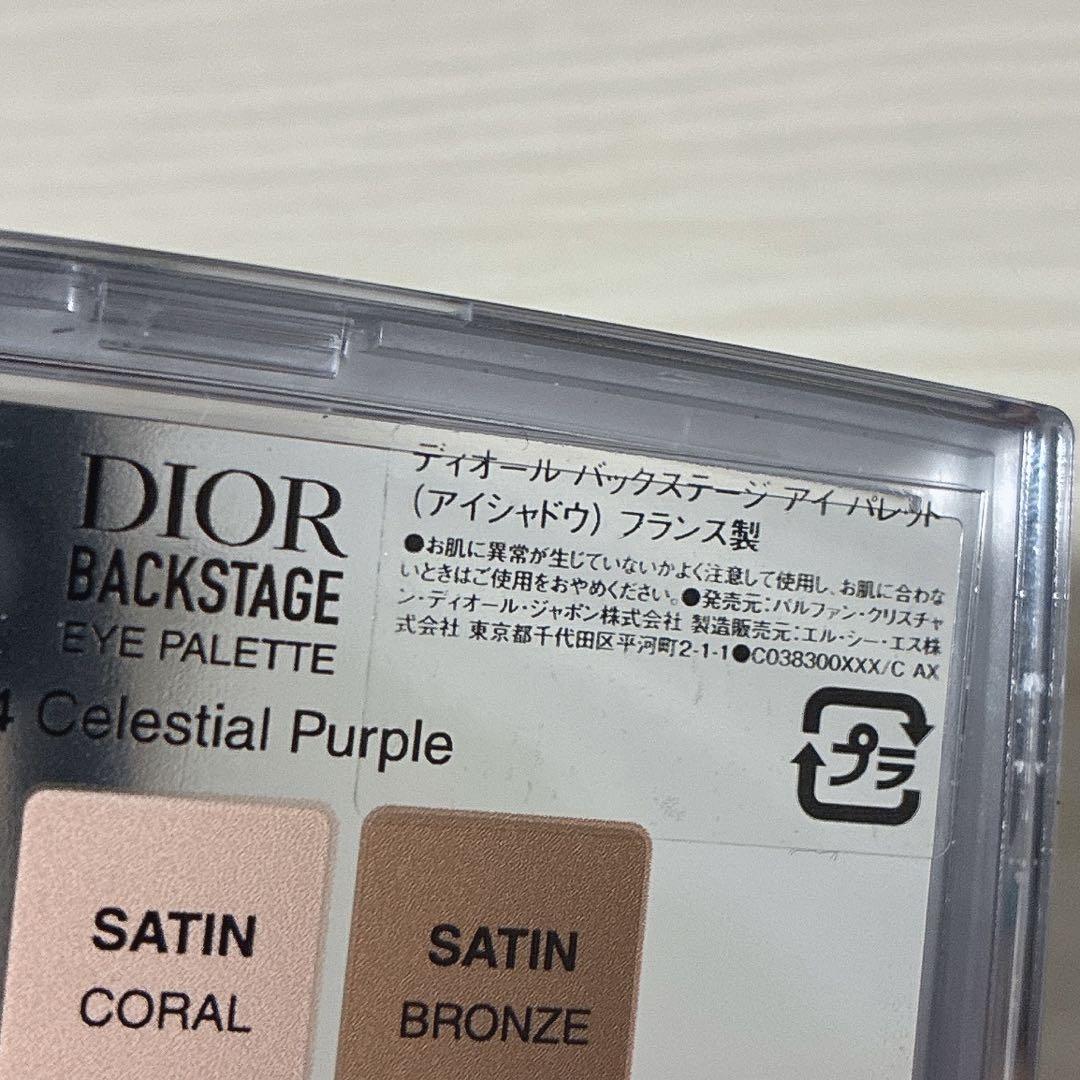 DIOR
BACKSTAGE
EYE PALETTE
4 Celestial Purple
ディオール バックステージ アイ パレット
(アイシャドウ) フランス製
●お肌に異常が生じていないかよく注意して使用し、お肌に合わな
いときはご使用をおやめください。●発売元:パルファン・クリスチャ
ン・ディオール・ジャポン株式会社 製造販売元:エル・シー・エス株
式会社 東京都千代田区平河町2-1-1●C038300XXX/C AX
プラ
SATIN
CORAL
SATIN
BRONZE